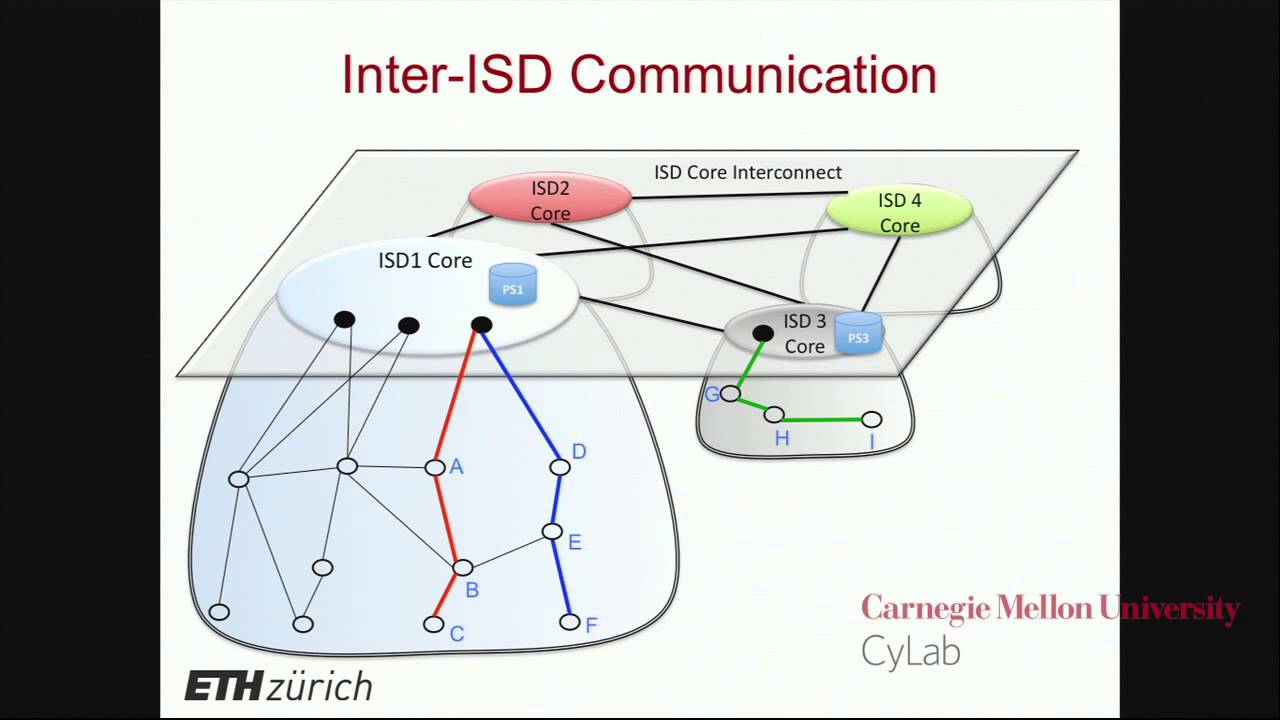 Inter-ISD Communication
ISD Core Interconnect
ISD2
Core
ISD 4
Core
ISD1 Core
PS1
ISD 3
Core
PS3
G
H
I
A
D
E
B
C
F
Carnegie Mellon University
CyLab
ETH zürich